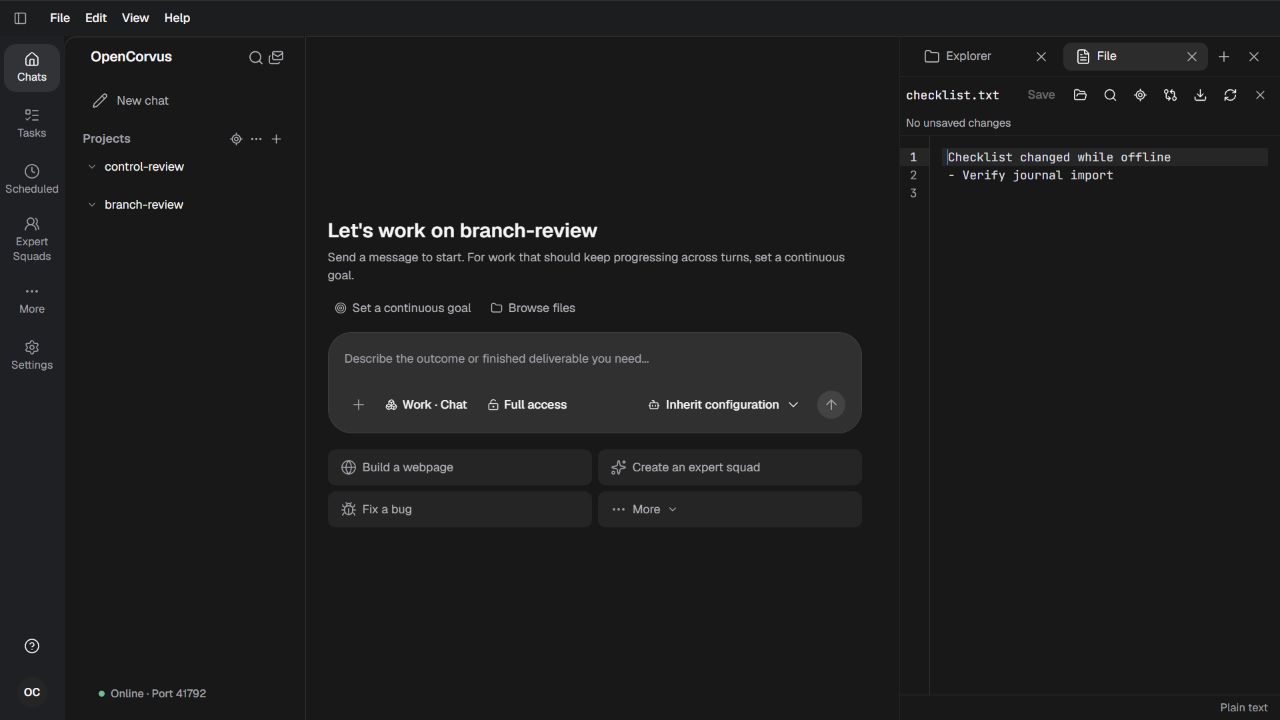 File Edit View Help
Chats
Tasks
Scheduled
Expert
Squads
More
Settings
OC
OpenCorvus
New chat
Projects
control-review
branch-review
Online · Port 41792
Let's work on branch-review
Send a message to start. For work that should keep progressing across turns, set a continuous
goal.
Set a continuous goal Browse files
Describe the outcome or finished deliverable you need...
Work · Chat Full access Inherit configuration
Build a webpage Create an expert squad
Fix a bug More
Explorer File
checklist.txt Save
No unsaved changes
1 Checklist changed while offline
2 - Verify journal import
3
Plain text